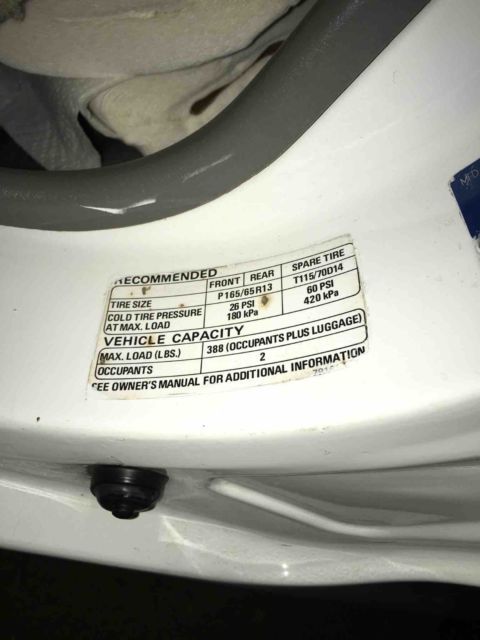 RECOMMENDED
FRONT REAR SPARE TIRE
TIRE SIZE P165/65R13 T115/70D14
COLD TIRE PRESSURE AT MAX. LOAD 26 PSI 180 kPa 60 PSI 420 kPa
VEHICLE CAPACITY
MAX. LOAD (LBS.) 388 (OCCUPANTS PLUS LUGGAGE)
OCCUPANTS 2
SEE OWNER'S MANUAL FOR ADDITIONAL INFORMATION
MFD